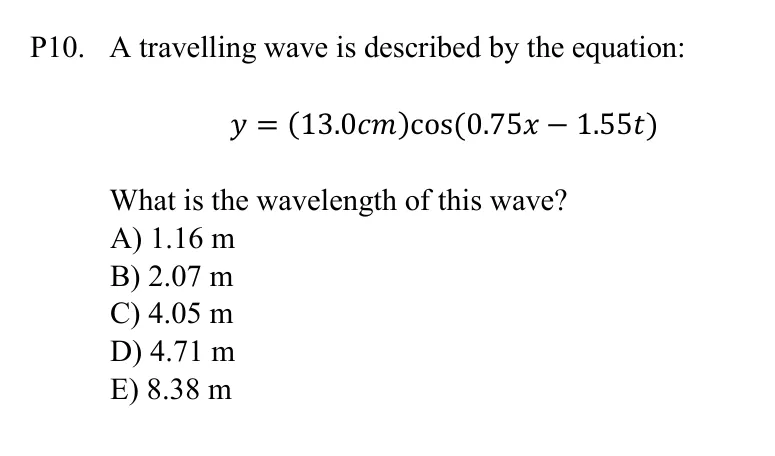 P10. A travelling wave is described by the equation:
y = (13.0cm)cos(0.75x − 1.55t)
What is the wavelength of this wave?
A) 1.16 m
B) 2.07 m
C) 4.05 m
D) 4.71 m
E) 8.38 m